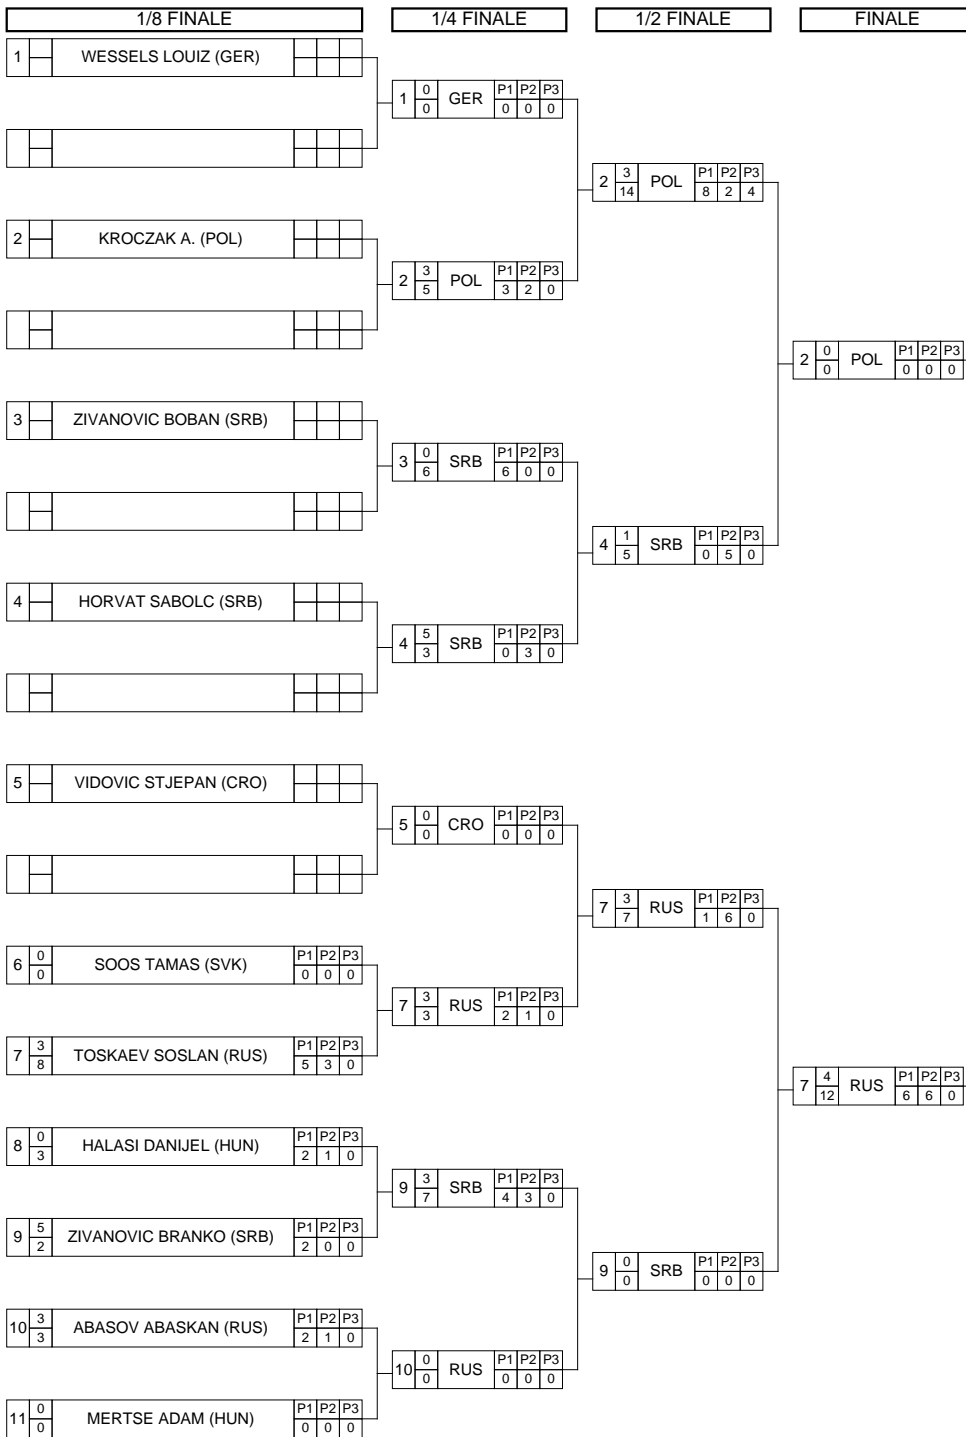 1/8 FINALE 1/4 FINALE 1/2 FINALE FINALE
1 WESSELS LOUIZ (GER)
1 0 0 GER P1 P2 P3 0 0 0
2 3 14 POL P1 P2 P3 8 2 4
2 KROCZAK A. (POL)
2 3 5 POL P1 P2 P3 3 2 0
2 0 0 POL P1 P2 P3 0 0 0
3 ZIVANOVIC BOBAN (SRB)
3 0 6 SRB P1 P2 P3 6 0 0
4 1 5 SRB P1 P2 P3 0 5 0
4 HORVAT SABOLC (SRB)
4 5 3 SRB P1 P2 P3 0 3 0
5 VIDOVIC STJEPAN (CRO)
5 0 0 CRO P1 P2 P3 0 0 0
7 3 7 RUS P1 P2 P3 1 6 0
6 0 0 SOOS TAMAS (SVK) P1 P2 P3 0 0 0
7 3 3 RUS P1 P2 P3 2 1 0
7 3 8 TOSKAEV SOSLAN (RUS) P1 P2 P3 5 3 0
7 4 12 RUS P1 P2 P3 6 6 0
8 0 3 HALASI DANIJEL (HUN) P1 P2 P3 2 1 0
9 3 7 SRB P1 P2 P3 4 3 0
9 5 2 ZIVANOVIC BRANKO (SRB) P1 P2 P3 2 0 0
9 0 0 SRB P1 P2 P3 0 0 0
10 3 3 ABASOV ABASKAN (RUS) P1 P2 P3 2 1 0
10 0 0 RUS P1 P2 P3 0 0 0
11 0 0 MERTSE ADAM (HUN) P1 P2 P3 0 0 0